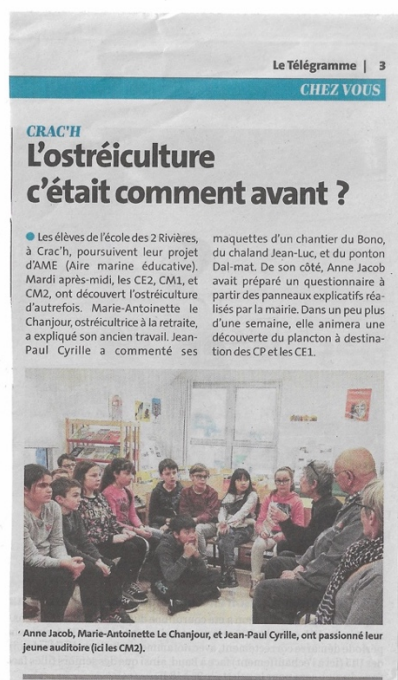 Le Télégramme | 3
CHEZ VOUS
CRAC'H
L'ostréiculture
c'était comment avant ?
● Les élèves de l'école des 2 Rivières,
à Crac'h, poursuivent leur projet
d'AME (Aire marine éducative).
Mardi après-midi, les CE2, CM1, et
CM2, ont découvert l'ostréiculture
d'autrefois. Marie-Antoinette le
Chanjour, ostréicultrice à la retraite,
a expliqué son ancien travail. Jean-
Paul Cyrille a commenté ses
maquettes d'un chantier du Bono,
du chaland Jean-Luc, et du ponton
Dal-mat. De son côté, Anne Jacob
avait préparé un questionnaire à
partir des panneaux explicatifs réa-
lisés par la mairie. Dans un peu plus
d'une semaine, elle animera une
découverte du plancton à destina-
tion des CP et les CE1.
Anne Jacob, Marie-Antoinette Le Chanjour, et Jean-Paul Cyrille, ont passionné leur
jeune auditoire (ici les CM2).